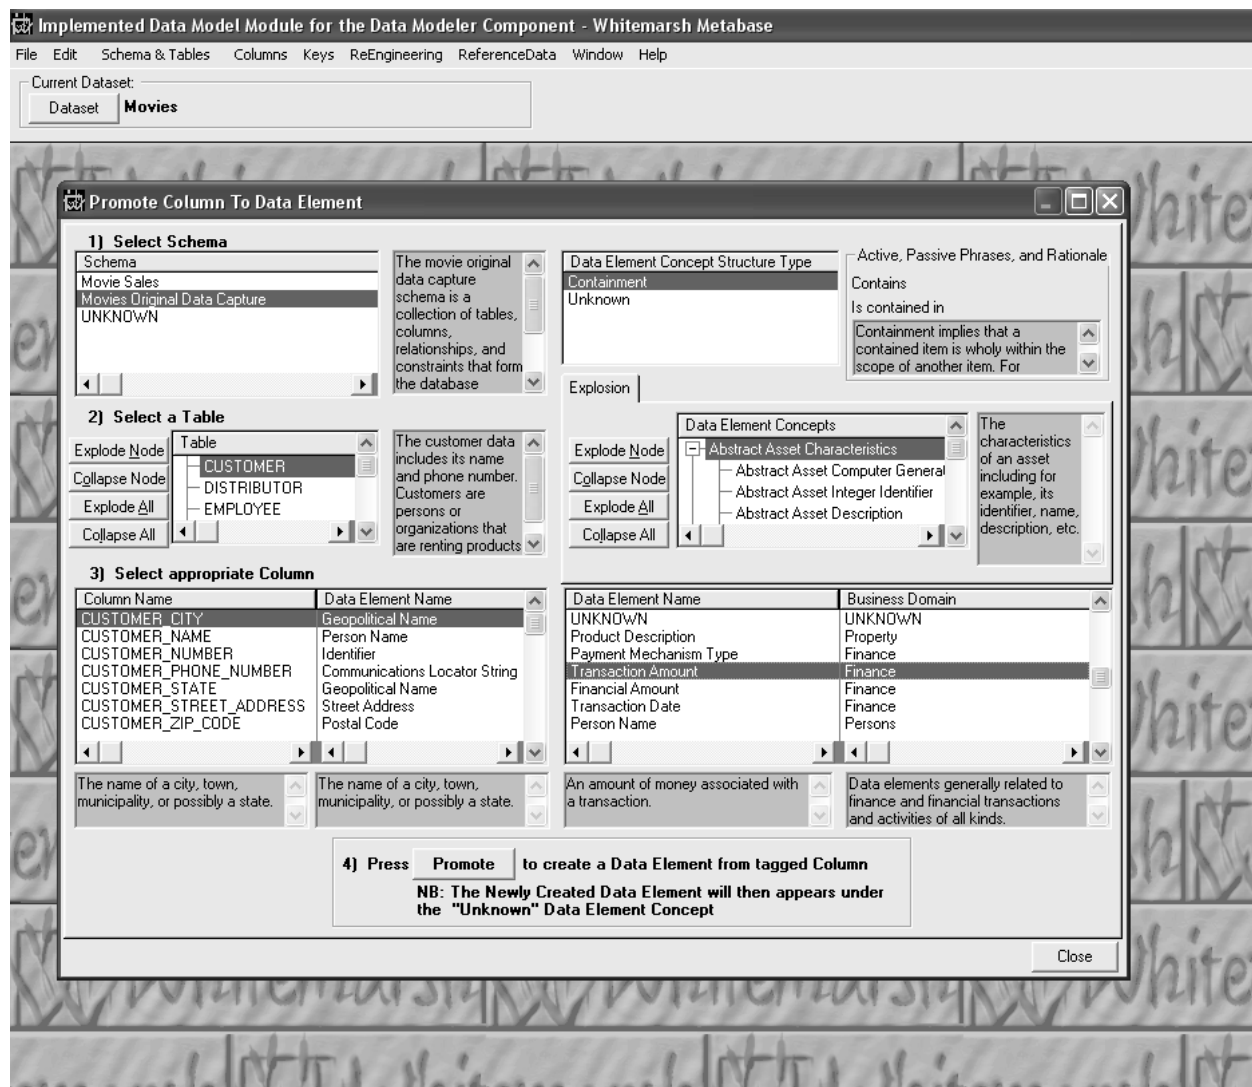 Implemented Data Model Module for the Data Modeler Component - Whitemarsh Metabase
File Edit Schema & Tables Columns Keys ReEngineering ReferenceData Window Help
Current Dataset:
Dataset Movies
Promote Column To Data Element
1) Select Schema
Schema
Movie Sales
Movies Original Data Capture
UNKNOWN
The movie original
data capture
schema is a
collection of tables,
columns,
relationships, and
constraints that form
the database
Data Element Concept Structure Type
Containment
Unknown
Active, Passive Phrases, and Rationale
Contains
Is contained in
Containment implies that a
contained item is wholy within the
scope of another item. For
2) Select a Table
Explode Node
Collapse Node
Explode All
Collapse All
Table
CUSTOMER
DISTRIBUTOR
EMPLOYEE
The customer data
includes its name
and phone number.
Customers are
persons or
organizations that
are renting products
Explosion
Explode Node
Collapse Node
Explode All
Collapse All
Data Element Concepts
Abstract Asset Characteristics
Abstract Asset Computer General
Abstract Asset Integer Identifier
Abstract Asset Description
The
characteristics
of an asset
including for
example, its
identifier, name,
description, etc.
3) Select appropriate Column
Column Name Data Element Name
CUSTOMER_CITY Geopolitical Name
CUSTOMER_NAME Person Name
CUSTOMER_NUMBER Identifier
CUSTOMER_PHONE_NUMBER Communications Locator String
CUSTOMER_STATE Geopolitical Name
CUSTOMER_STREET_ADDRESS Street Address
CUSTOMER_ZIP_CODE Postal Code
The name of a city, town,
municipality, or possibly a state.
The name of a city, town,
municipality, or possibly a state.
Data Element Name Business Domain
UNKNOWN UNKNOWN
Product Description Property
Payment Mechanism Type Finance
Transaction Amount Finance
Financial Amount Finance
Transaction Date Finance
Person Name Persons
An amount of money associated with
a transaction.
Data elements generally related to
finance and financial transactions
and activities of all kinds.
4) Press Promote to create a Data Element from tagged Column
NB: The Newly Created Data Element will then appears under
the "Unknown" Data Element Concept
Close